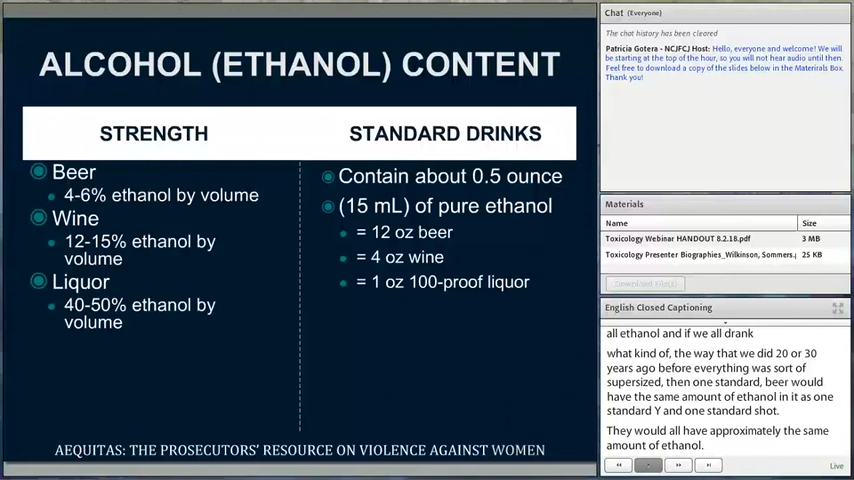 ALCOHOL (ETHANOL) CONTENT
STRENGTH
Beer
4-6% ethanol by volume
Wine
12-15% ethanol by
volume
Liquor
40-50% ethanol by
volume
STANDARD DRINKS
Contain about 0.5 ounce
(15 mL) of pure ethanol
= 12 oz beer
= 4 oz wine
= 1 oz 100-proof liquor
AEQUITAS: THE PROSECUTORS' RESOURCE ON VIOLENCE AGAINST WOMEN
Chat (Everyone)
The chat history has been cleared
Patricia Gotera - NCJFCJ Host: Hello, everyone and welcome! We will
be starting at the top of the hour, so you will not hear audio until then.
Feel free to download a copy of the slides below in the Materirals Box.
Thank you!
Materials
Name Size
Toxicology Webinar HANDOUT 8.2.18.pdf 3 MB
Toxicology Presenter Biographies_Wilkinson, Sommers.p 25 KB
Download File(s)
English Closed Captioning
all ethanol and if we all drank
what kind of, the way that we did 20 or 30
years ago before everything was sort of
supersized, then one standard, beer would
have the same amount of ethanol in it as one
standard Y and one standard shot.
They would all have approximately the same
amount of ethanol.
Live